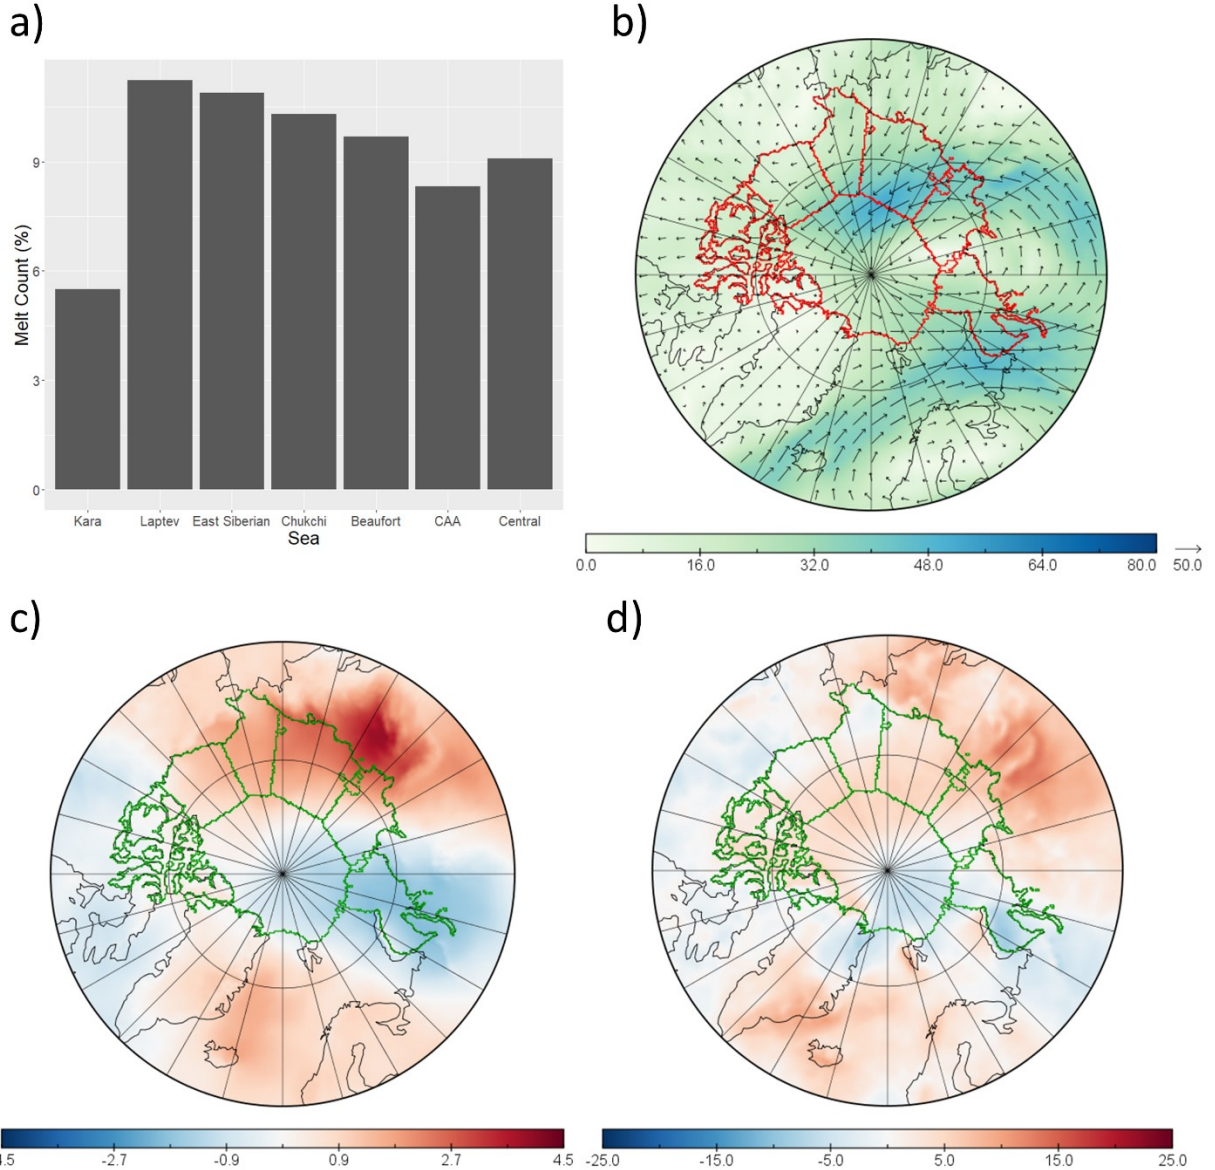 a)
b)
9
6
3
0
Melt Count (%)
Kara Laptev East Siberian Chukchi Beaufort CAA Central
Sea
0.0 16.0 32.0 48.0 64.0 80.0 50.0
c)
d)
.5 -2.7 -0.9 0.9 2.7 4.5
-25.0 -15.0 -5.0 5.0 15.0 25.0